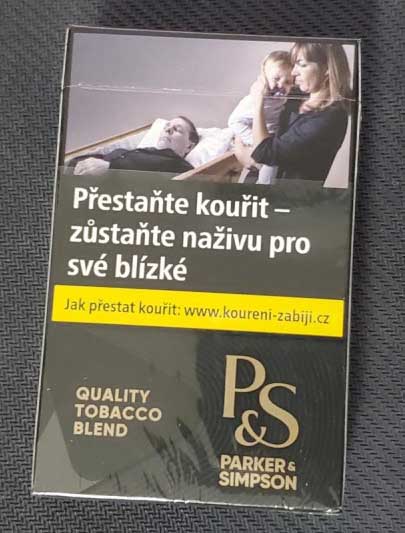 Přestaňte kouřit –
zůstaňte naživu pro
své blízké
Jak přestat kouřit: www.koureni-zabiji.cz
QUALITY
TOBACCO
BLEND
P&S
PARKER &
SIMPSON